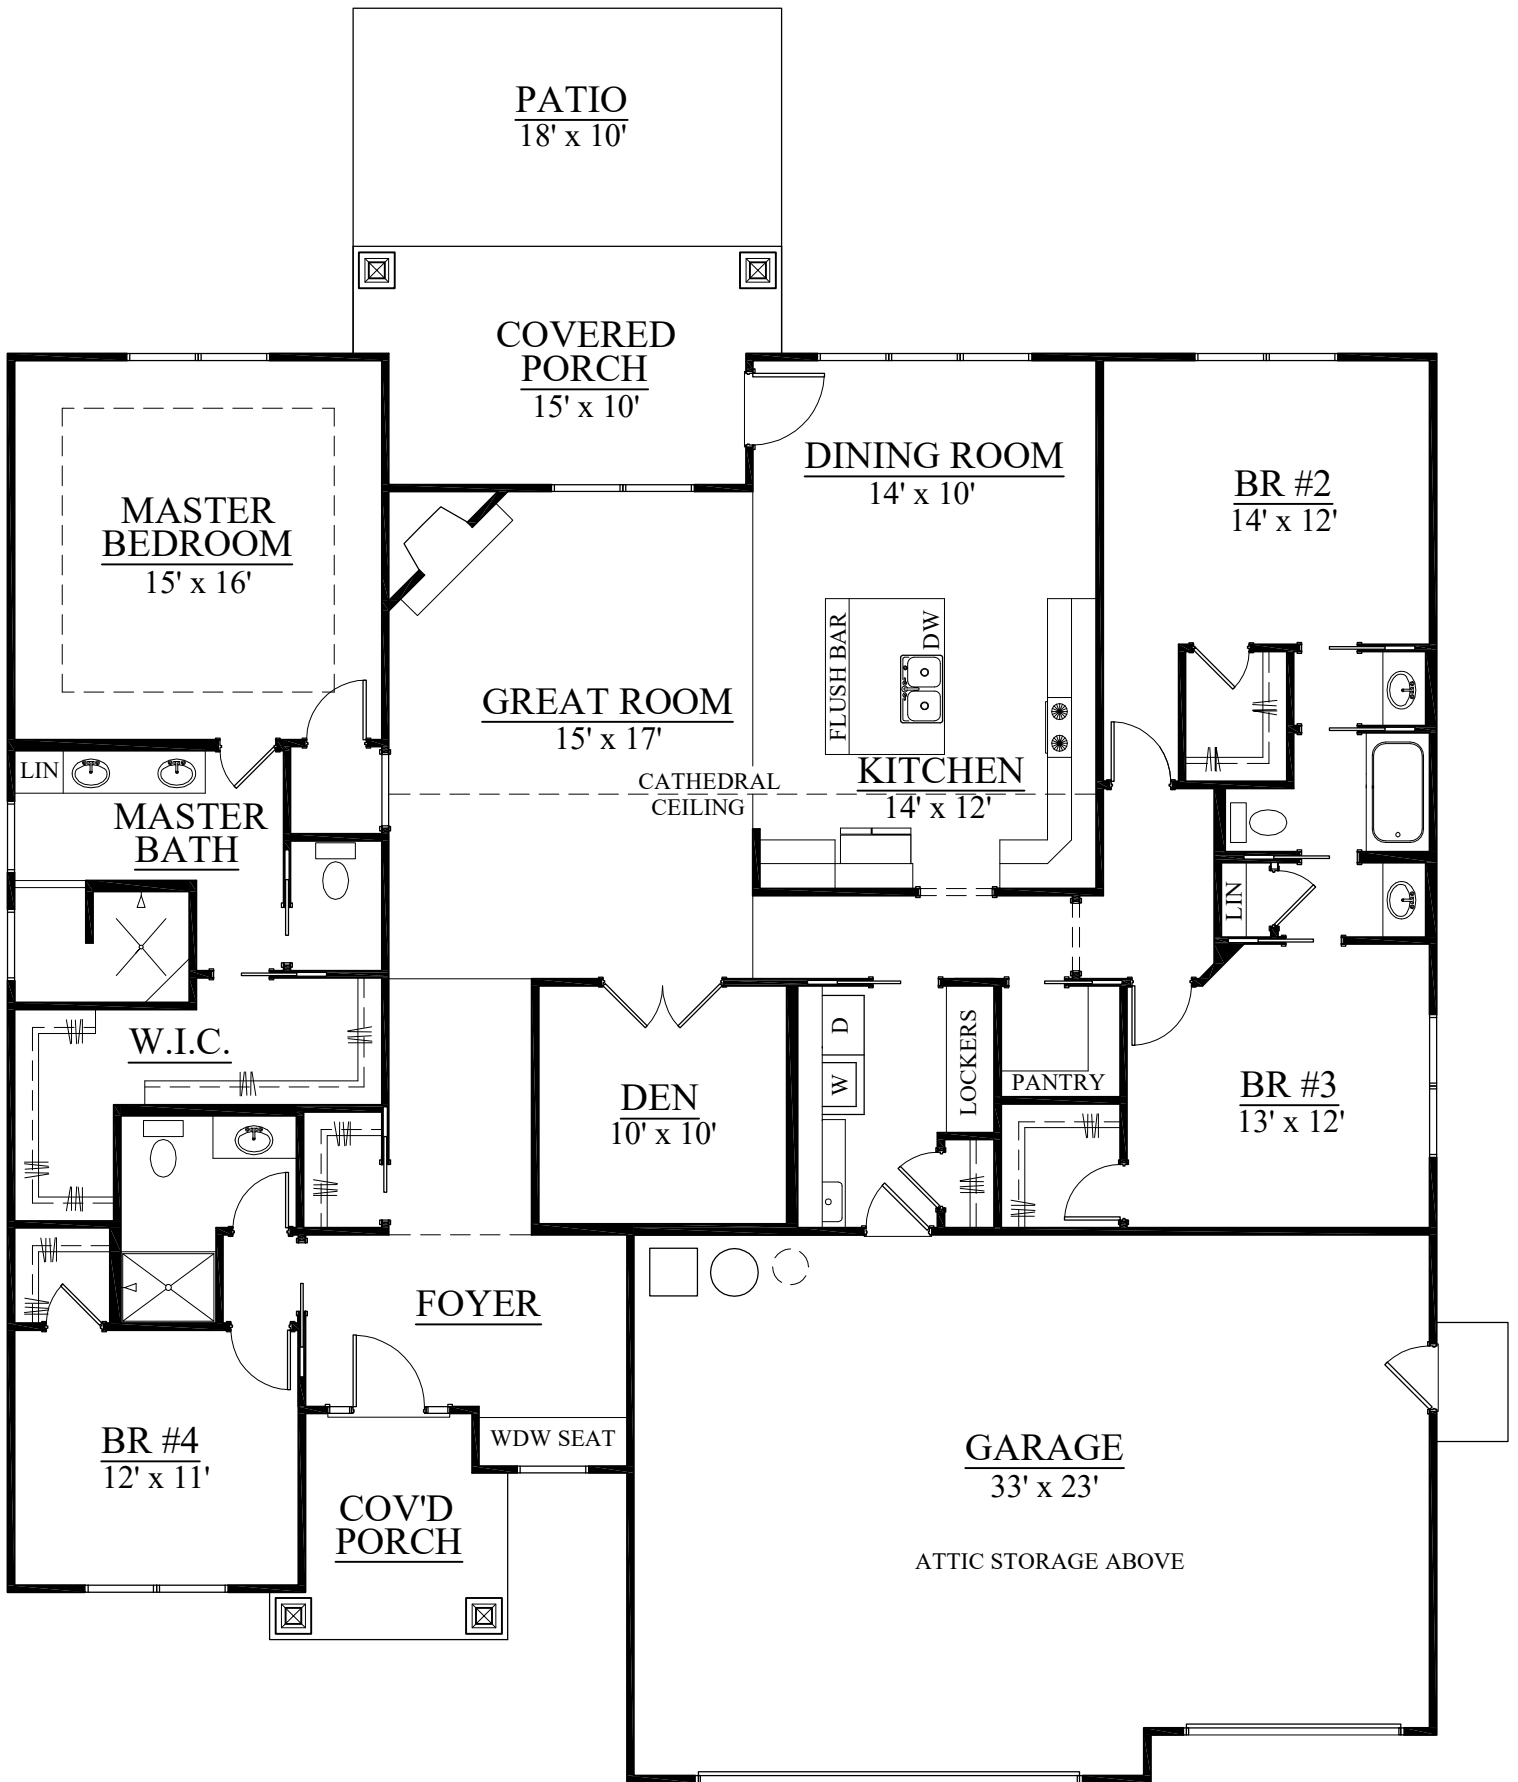 PATIO
18' x 10'
COVERED
PORCH
15' x 10'
DINING ROOM
14' x 10'
BR #2
14' x 12'
MASTER
BEDROOM
15' x 16'
FLUSH BAR
DW
GREAT ROOM
15' x 17'
LIN
CATHEDRAL
CEILING
KITCHEN
14' x 12'
MASTER
BATH
LIN
W.I.C.
D
W
LOCKERS
PANTRY
DEN
10' x 10'
BR #3
13' x 12'
FOYER
BR #4
12' x 11'
WDW SEAT
GARAGE
33' x 23'
COV'D
PORCH
ATTIC STORAGE ABOVE